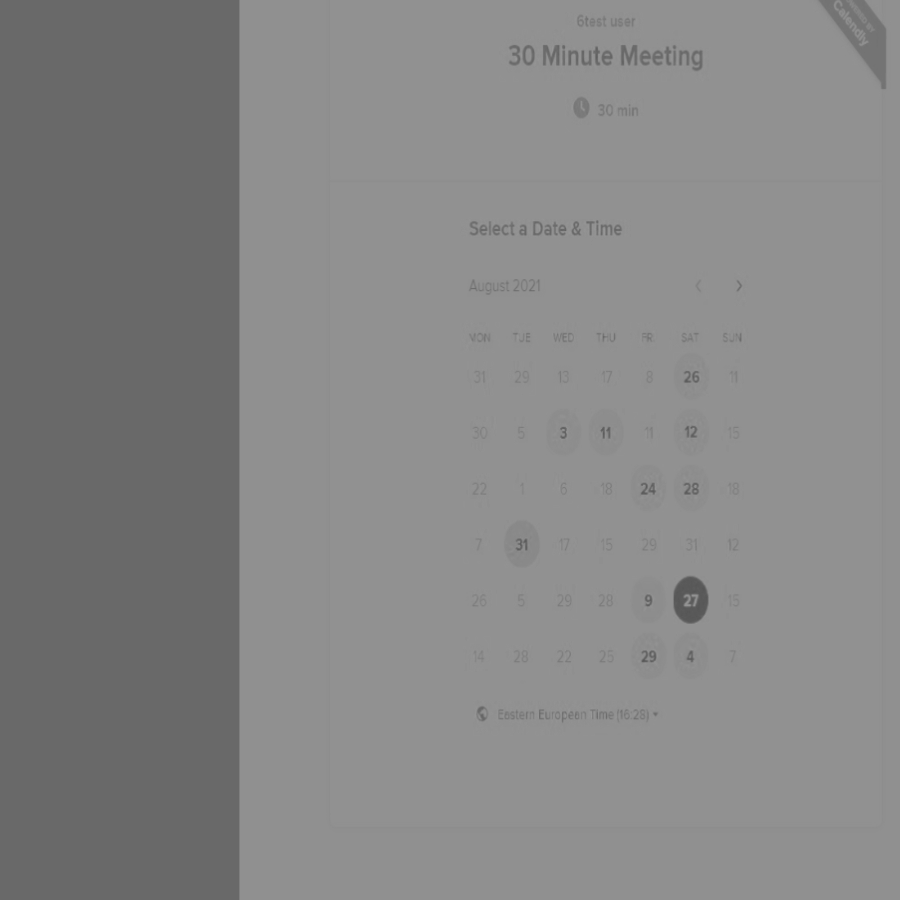 6test user
Calendly
30 Minute Meeting
30 min
Select a Date & Time
August 2021
MON TUE WED THU FRI SAT SUN
31 29 13 17 8 26 11
30 5 3 11 11 12 15
22 1 6 18 24 28 18
7 31 17 15 29 31 12
26 5 29 28 9 27 15
14 28 22 25 29 4 7
Eastern European Time (16:28)